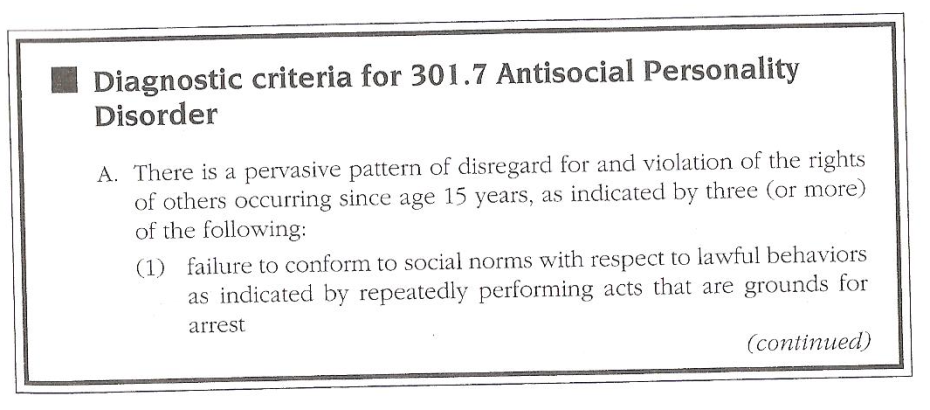 Diagnostic criteria for 301.7 Antisocial Personality
Disorder
A. There is a pervasive pattern of disregard for and violation of the rights
of others occurring since age 15 years, as indicated by three (or more)
of the following:
(1) failure to conform to social norms with respect to lawful behaviors
as indicated by repeatedly performing acts that are grounds for
arrest
(continued)